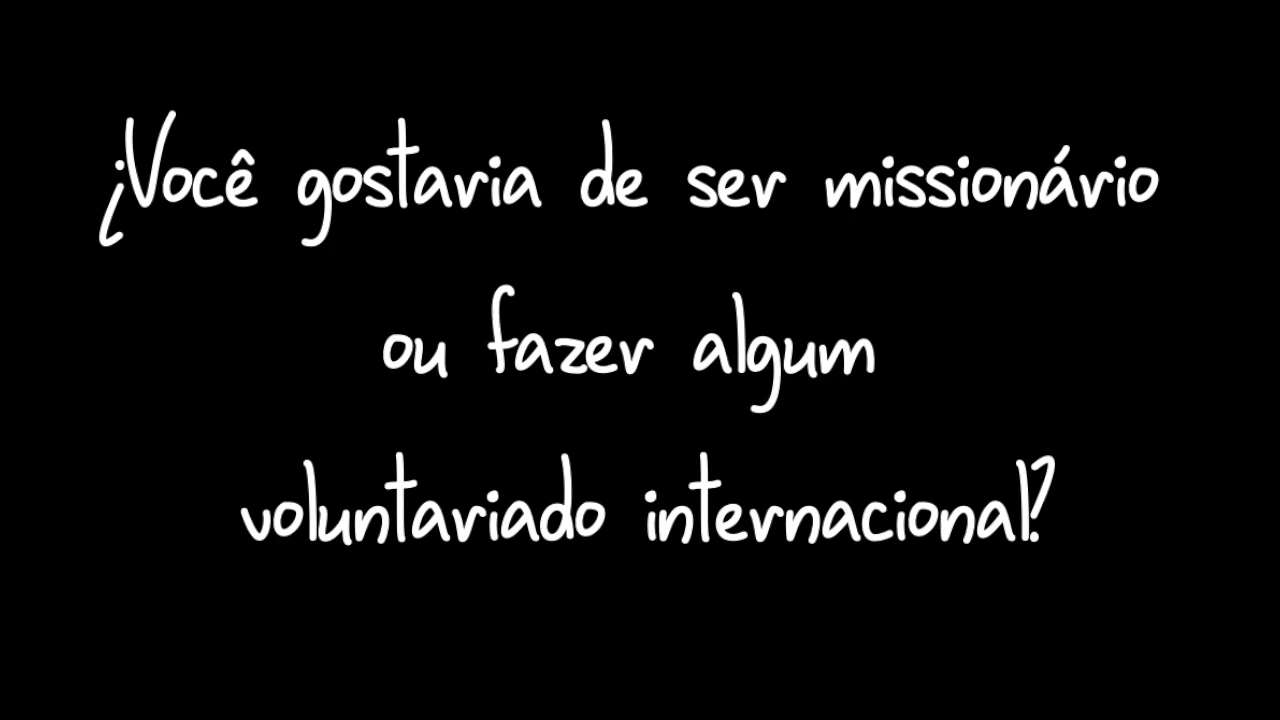 ¿Você gostaria de ser missionário
ou fazer algum
voluntariado internacional?